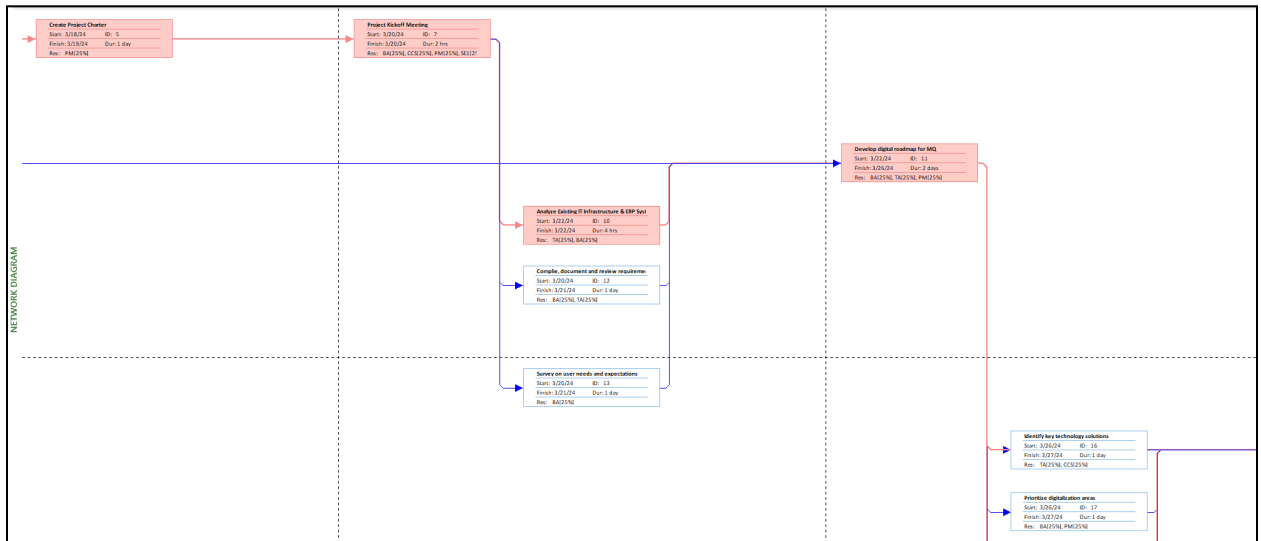 Create Project Charter
Start: 3/18/24 ID: 5
Finish: 3/19/24 Dur: 1 day
Res: PM[25%]
Project Kickoff Meeting
Start: 3/20/24 ID: 7
Finish: 3/20/24 Dur: 2 hrs
Res: BA[25%], CCS[25%], PM[25%], SE1[2!
Develop digital roadmap for MQ
Start: 3/22/24 ID: 11
Finish: 3/26/24 Dur: 2 days
Res: BA[25%], TA[25%], PM[25%]
Analyze Existing IT Infrastructure & ERP Syst
Start: 3/22/24 ID: 10
Finish: 3/22/24 Dur: 4 hrs
Res: TA[25%], BA[25%]
Complie, document and review requireme
Start: 3/20/24 ID: 12
Finish: 3/21/24 Dur: 1 day
Res: BA[25%], TA[25%]
NETWORK DIAGRAM
Survey on user needs and expectations
Start: 3/20/24 ID: 13
Finish: 3/21/24 Dur: 1 day
Res: BA[25%]
Identify key technology solutions
Start: 3/26/24 ID: 16
Finish: 3/27/24 Dur: 1 day
Res: TA[25%], CCS[25%]
Prioritize digitalization areas
Start: 3/26/24 ID: 17
Finish: 3/27/24 Dur: 1 day
Res: BA[25%], PM[25%]